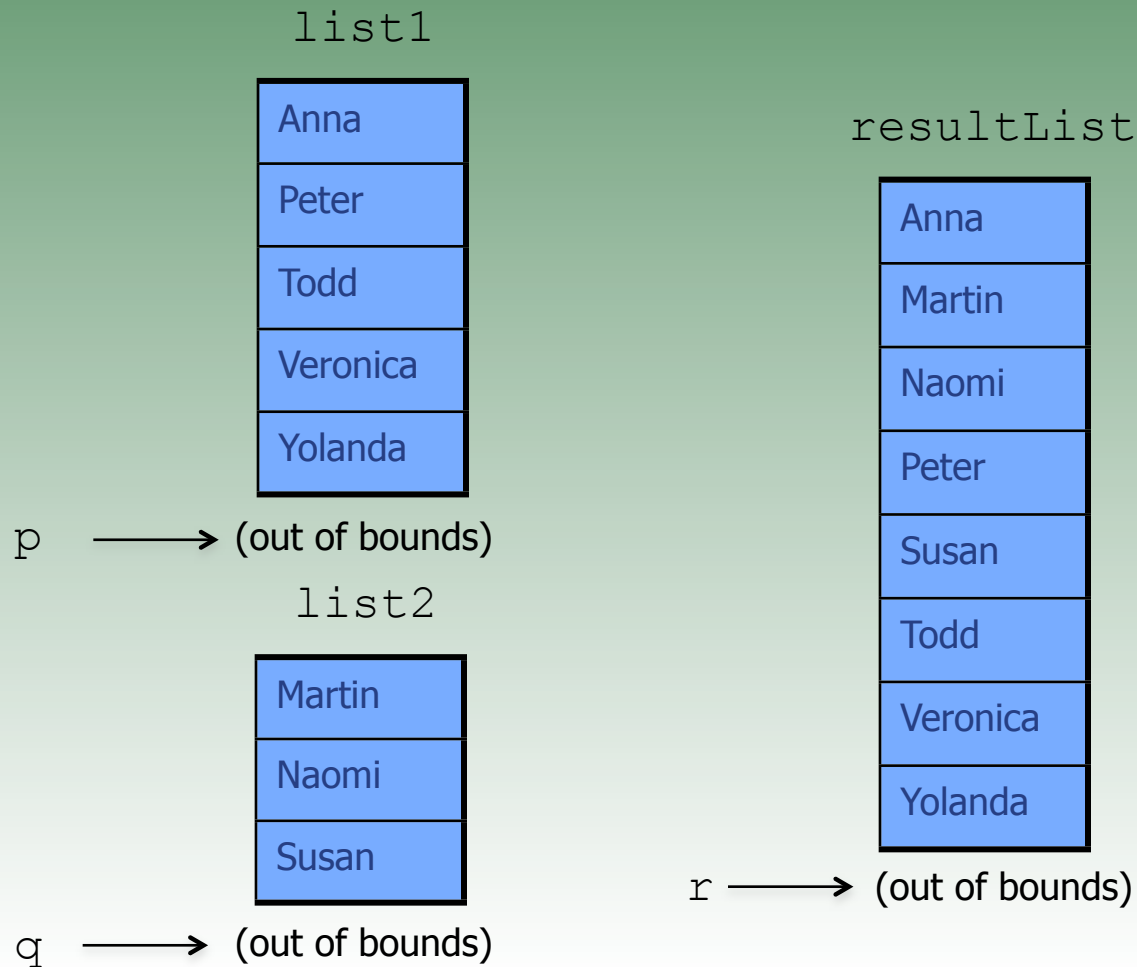 list1
Anna
Peter
Todd
Veronica
Yolanda
p (out of bounds)
list2
Martin
Naomi
Susan
q (out of bounds)
resultList
Anna
Martin
Naomi
Peter
Susan
Todd
Veronica
Yolanda
r (out of bounds)